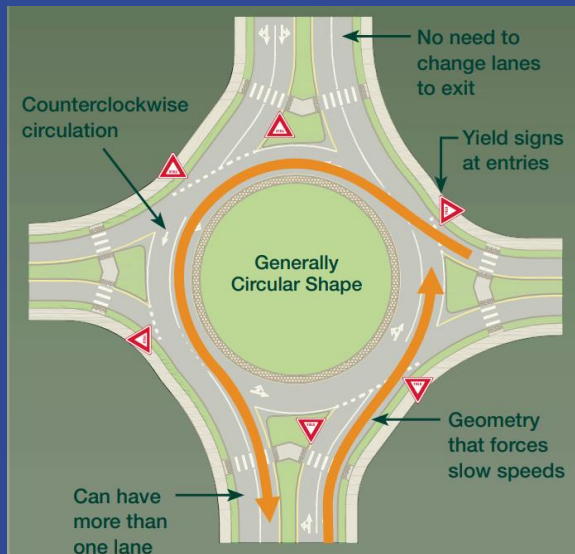 No need to
change lanes
to exit
Counterclockwise
circulation
Yield signs
at entries
Generally
Circular Shape
Geometry
that forces
slow speeds
Can have
more than
one lane